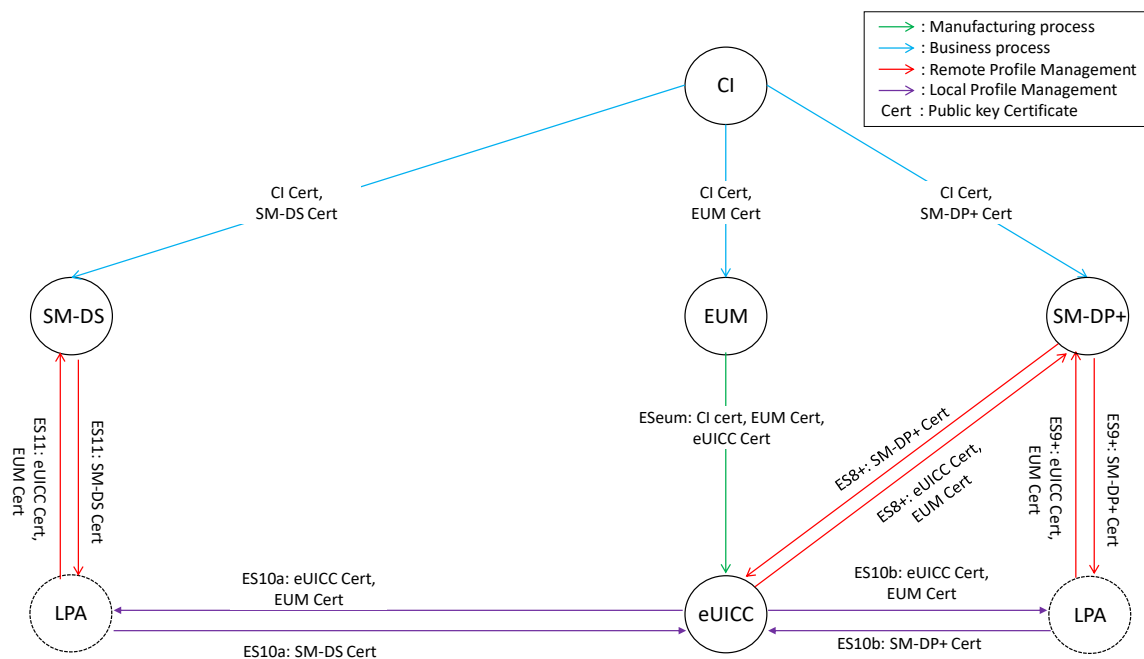 : Manufacturing process
: Business process
: Remote Profile Management
: Local Profile Management
Cert : Public key Certificate
CI
CI Cert,
SM-DS Cert
CI Cert,
EUM Cert
CI Cert,
SM-DP+ Cert
SM-DS
EUM
SM-DP+
ESeum: CI cert, EUM Cert,
eUICC Cert
ES11: eUICC Cert,
EUM Cert
ES11: SM-DS Cert
ES8+: SM-DP+ Cert
ES8+: eUICC Cert,
EUM Cert
ES9+: eUICC Cert,
EUM Cert
ES9+: SM-DP+ Cert
LPA
ES10a: eUICC Cert,
EUM Cert
ES10a: SM-DS Cert
eUICC
ES10b: eUICC Cert,
EUM Cert
ES10b: SM-DP+ Cert
LPA